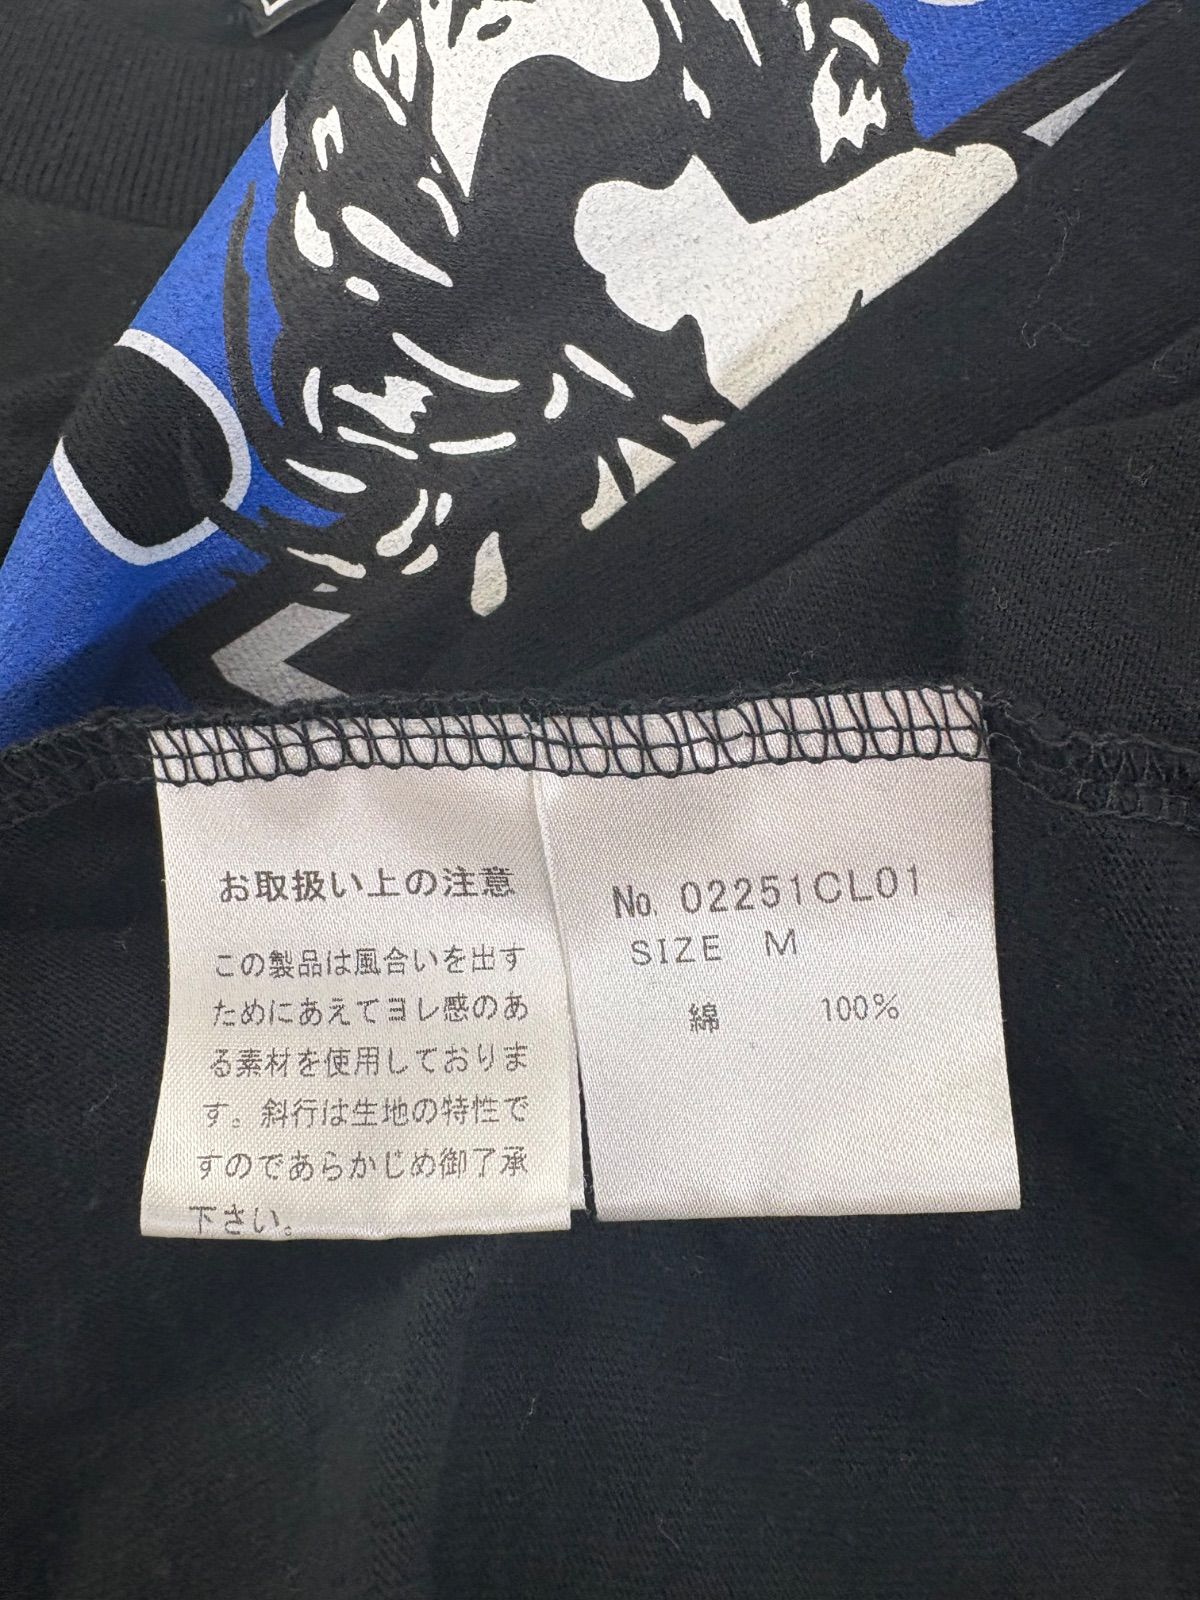 お取扱い上の注意
この製品は風合いを出す
ためにあえてヨレ感のあ
る素材を使用しておりま
す。斜行は生地の特性で
すのであらかじめ御了承
下さい。
No. 02251CL01
SIZE M
綿 100%